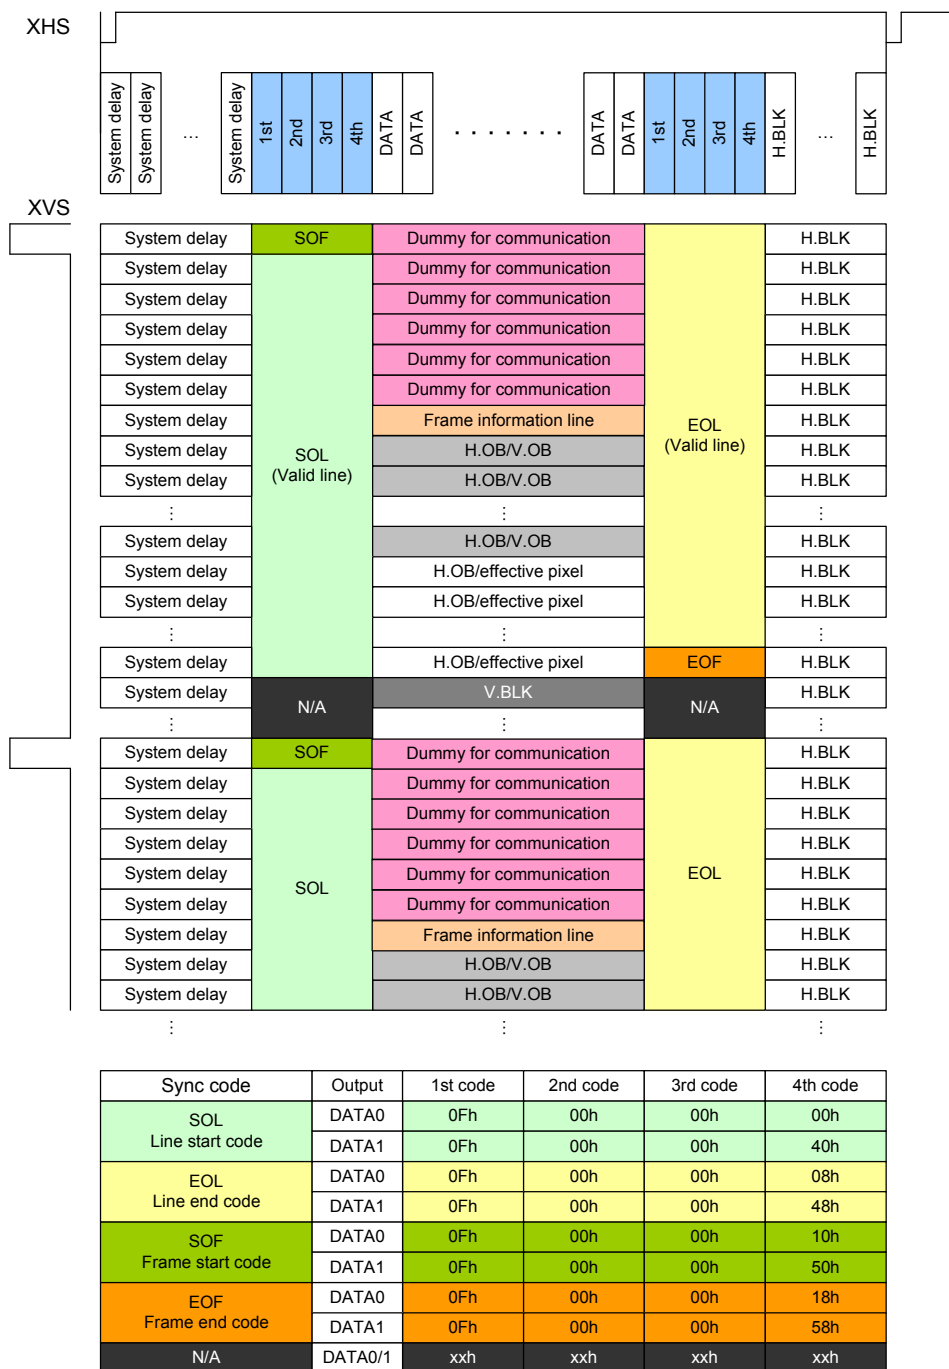 XHS
System delay System delay ... System delay 1st 2nd 3rd 4th DATA DATA . . . . . . . DATA DATA 1st 2nd 3rd 4th H.BLK ... H.BLK
XVS
System delay SOF Dummy for communication H.BLK
System delay Dummy for communication H.BLK
System delay Dummy for communication H.BLK
System delay Dummy for communication H.BLK
System delay Dummy for communication H.BLK
System delay Dummy for communication H.BLK
System delay Frame information line EOL H.BLK
System delay SOL H.OB/V.OB (Valid line) H.BLK
System delay (Valid line) H.OB/V.OB H.BLK
⋮ ⋮ ⋮
System delay H.OB/V.OB H.BLK
System delay H.OB/effective pixel H.BLK
System delay H.OB/effective pixel H.BLK
⋮ ⋮ ⋮
System delay H.OB/effective pixel EOF H.BLK
System delay N/A V.BLK N/A H.BLK
⋮ ⋮ ⋮
System delay SOF Dummy for communication H.BLK
System delay Dummy for communication H.BLK
System delay Dummy for communication H.BLK
System delay Dummy for communication H.BLK
System delay Dummy for communication EOL H.BLK
System delay SOL Dummy for communication H.BLK
System delay Frame information line H.BLK
System delay H.OB/V.OB H.BLK
System delay H.OB/V.OB H.BLK
⋮ ⋮ ⋮
Sync code Output 1st code 2nd code 3rd code 4th code
SOL DATA0 0Fh 00h 00h 00h
Line start code DATA1 0Fh 00h 00h 40h
EOL DATA0 0Fh 00h 00h 08h
Line end code DATA1 0Fh 00h 00h 48h
SOF DATA0 0Fh 00h 00h 10h
Frame start code DATA1 0Fh 00h 00h 50h
EOF DATA0 0Fh 00h 00h 18h
Frame end code DATA1 0Fh 00h 00h 58h
N/A DATA0/1 xxh xxh xxh xxh